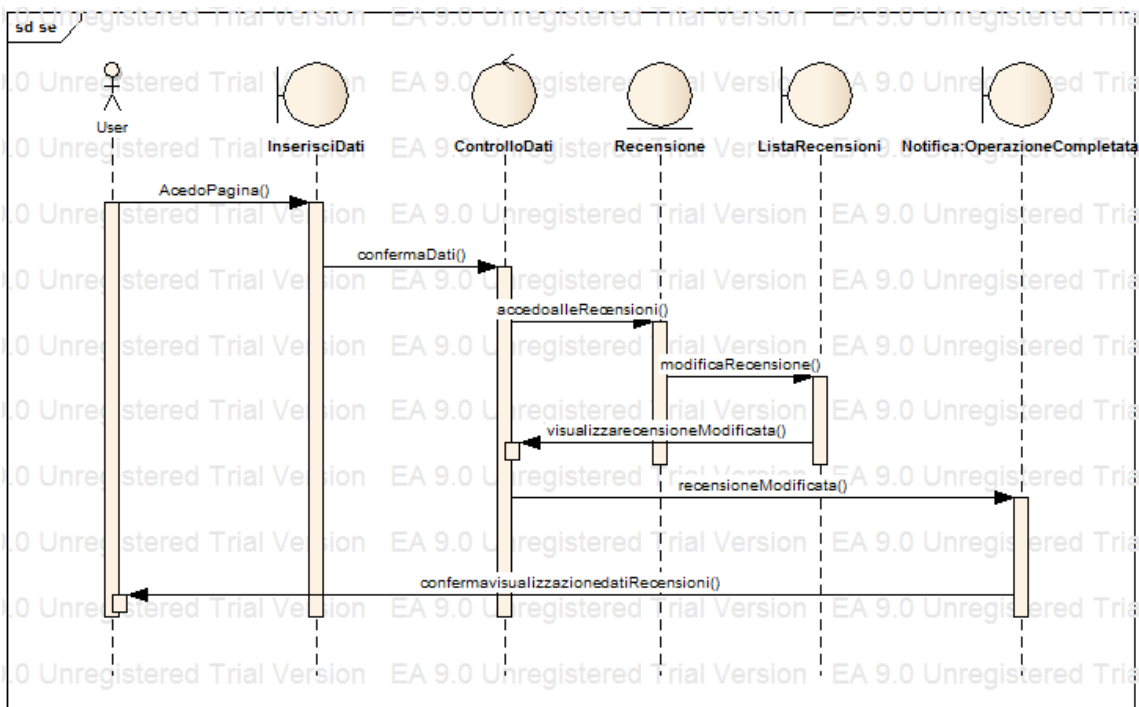 sd se
User
InserisciDati
ControlloDati
Recensione
ListaRecensioni
Notifica:OperazioneCompletata
AcedoPagina()
confermaDati()
accedoalleRecensioni()
modificaRecensione()
visualizzarecensioneModificata()
recensioneModificata()
confermavisualizzazionedatiRecensioni()
EA 9.0 Unregistered Trial Version